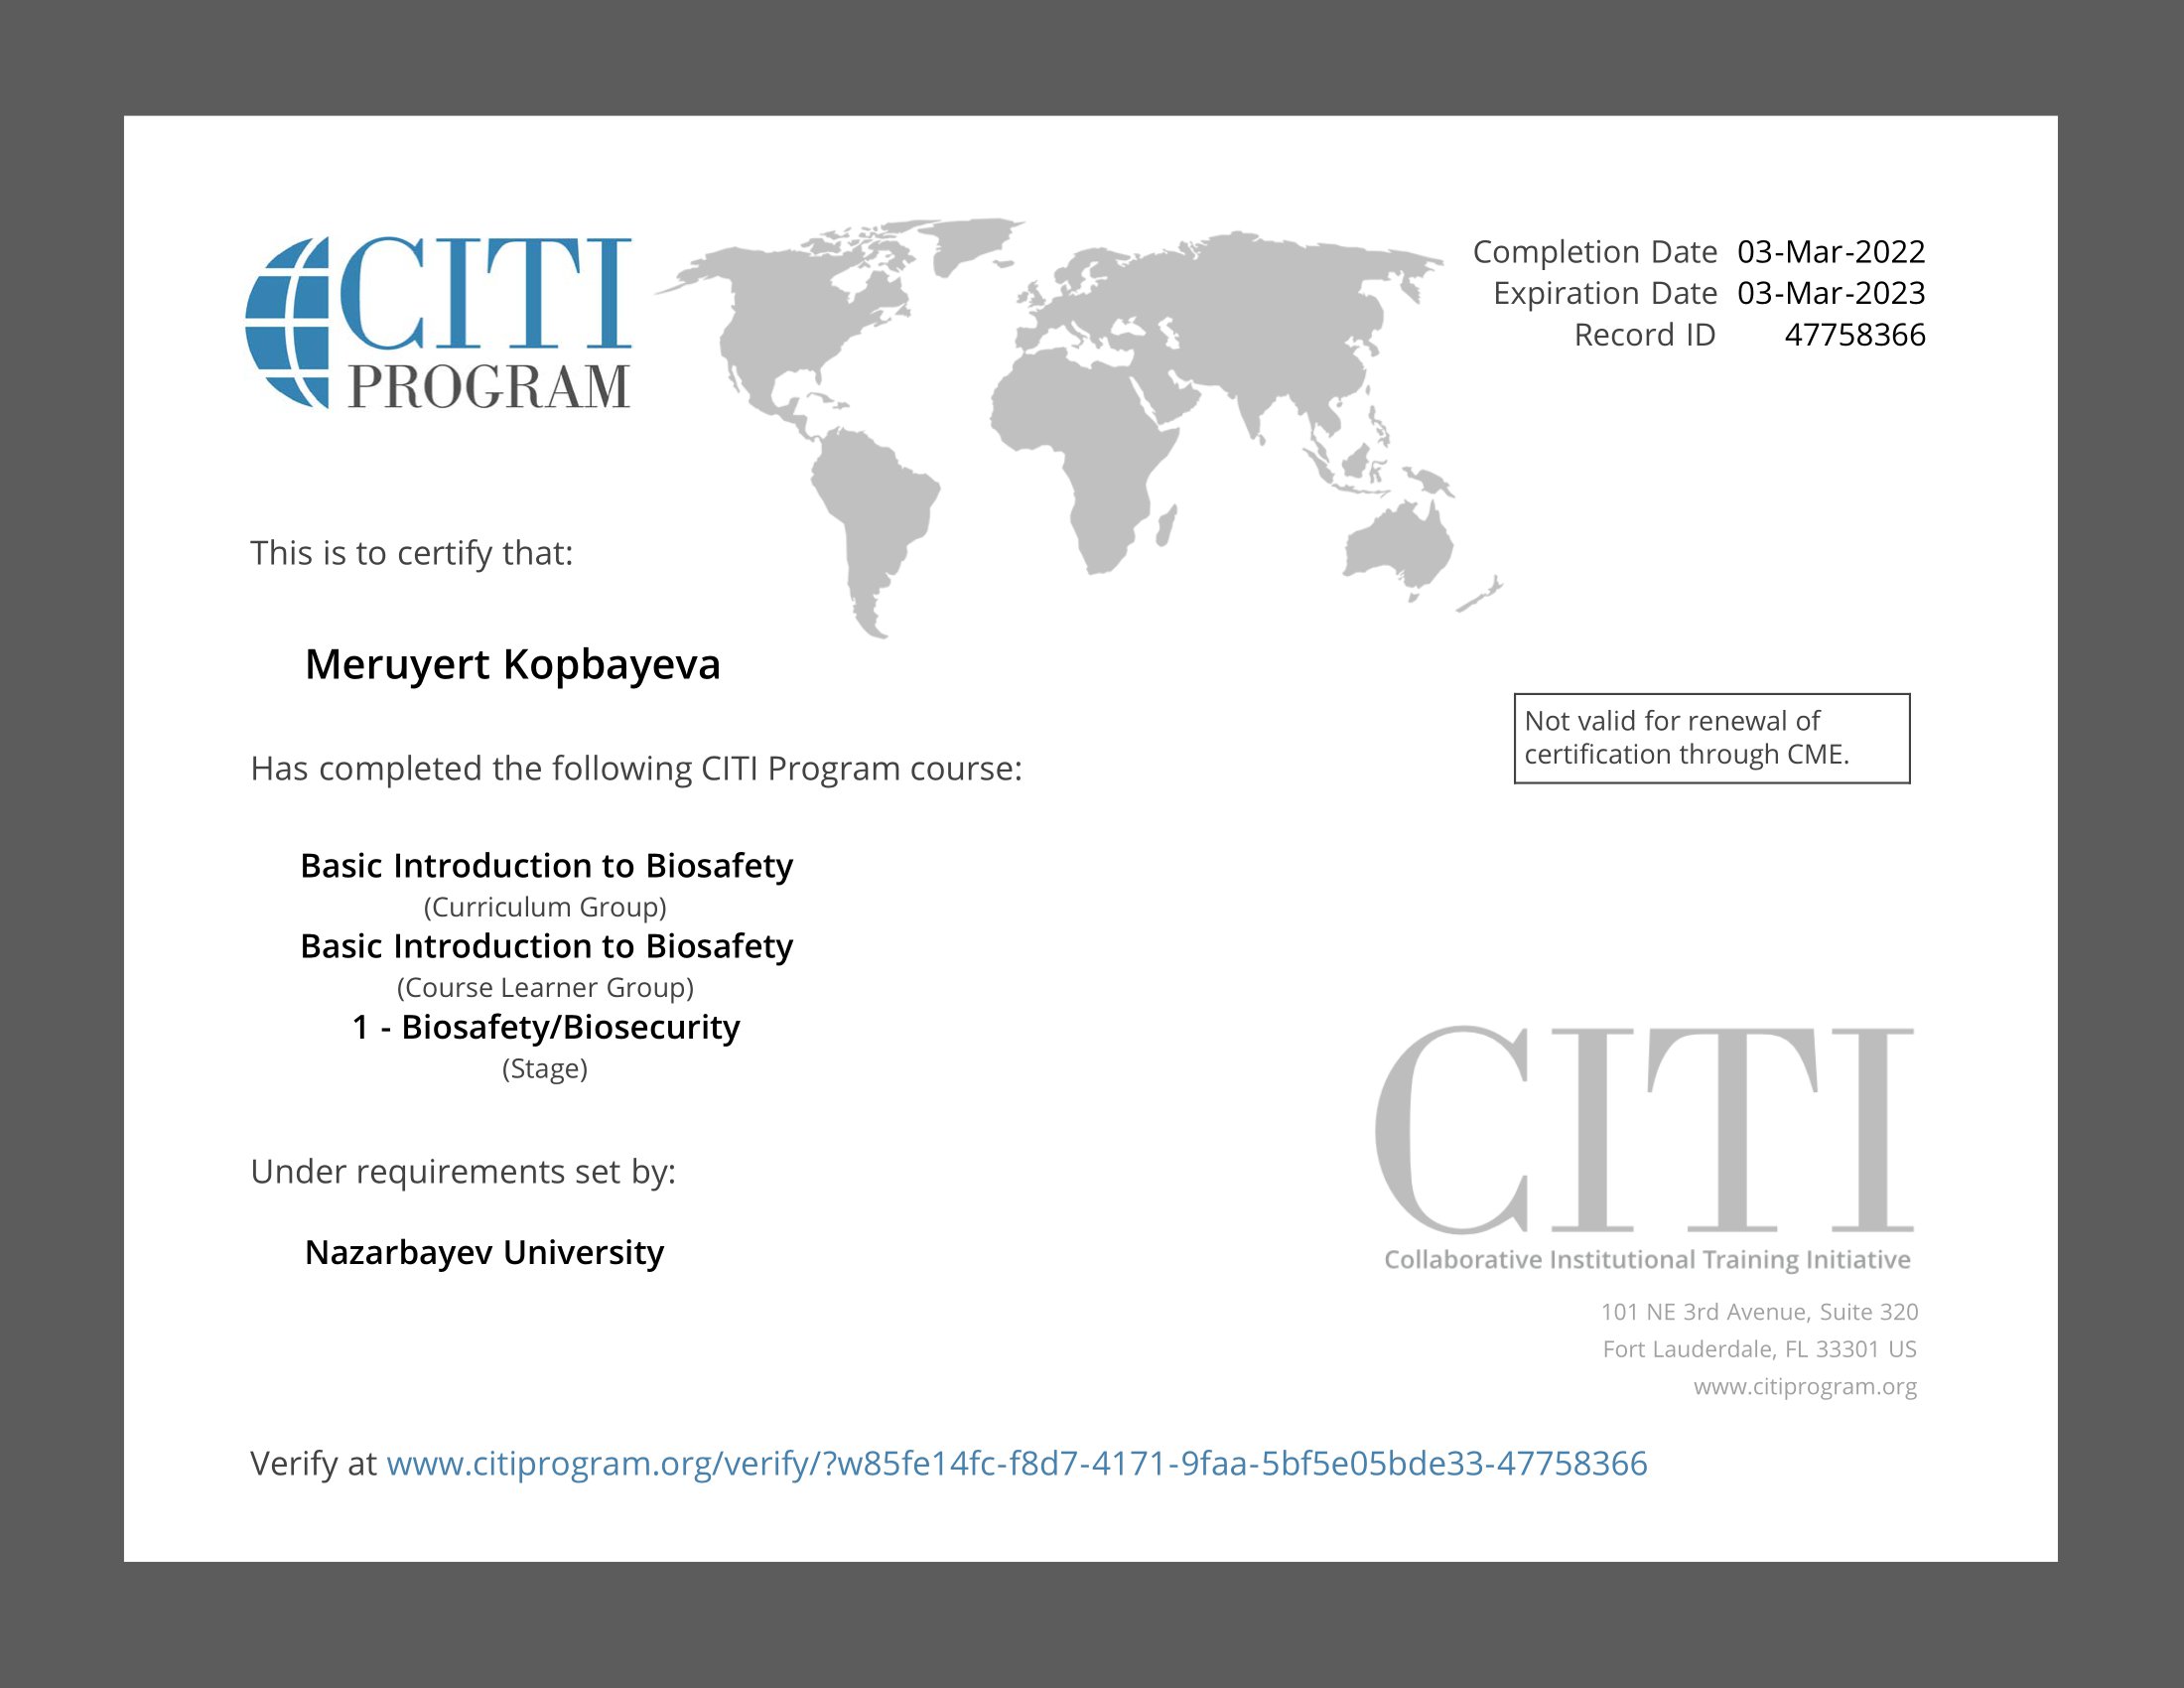 CITI
PROGRAM
Completion Date 03-Mar-2022
Expiration Date 03-Mar-2023
Record ID 47758366
This is to certify that:
Meruyert Kopbayeva
Not valid for renewal of
certification through CME.
Has completed the following CITI Program course:
Basic Introduction to Biosafety
(Curriculum Group)
Basic Introduction to Biosafety
(Course Learner Group)
1 - Biosafety/Biosecurity
(Stage)
Under requirements set by:
Nazarbayev University
CITI
Collaborative Institutional Training Initiative
101 NE 3rd Avenue, Suite 320
Fort Lauderdale, FL 33301 US
www.citiprogram.org
Verify at www.citiprogram.org/verify/?w85fe14fc-f8d7-4171-9faa-5bf5e05bde33-47758366